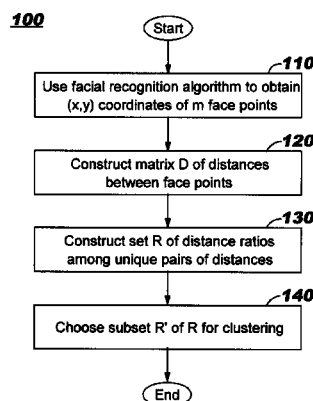 100
Start
110
Use facial recognition algorithm to obtain
(x,y) coordinates of m face points
120
Construct matrix D of distances
between face points
130
Construct set R of distance ratios
among unique pairs of distances
140
Choose subset R' of R for clustering
End